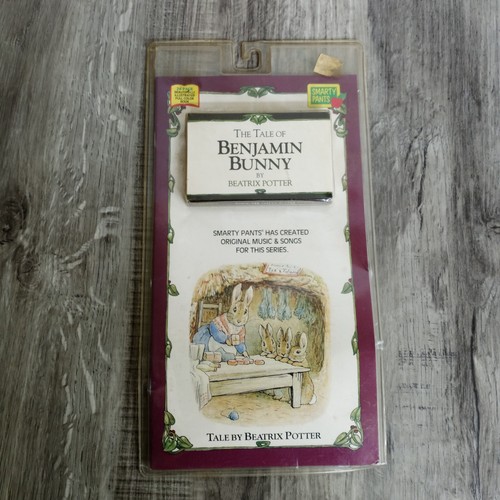 SMARTY
PANTS
THE TALE OF
BENJAMIN
BUNNY
BY
BEATRIX POTTER
SMARTY PANTS® HAS CREATED
ORIGINAL MUSIC & SONGS
FOR THIS SERIES.
TALE BY BEATRIX POTTER